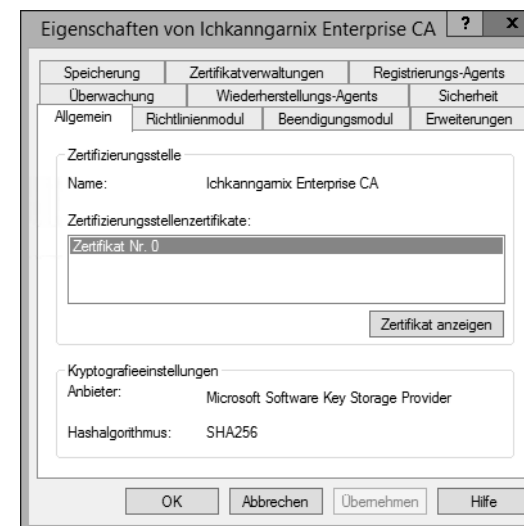 Eigenschaften von Ichkanngarnix Enterprise CA ? x
Speicherung Zertifikatverwaltungen Registrierungs-Agents
Überwachung Wiederherstellungs-Agents Sicherheit
Allgemein Richtlinienmodul Beendigungsmodul Erweiterungen
Zertifizierungsstelle
Name: Ichkanngarnix Enterprise CA
Zertifizierungsstellenzertifikate:
Zertifikat Nr. 0
Zertifikat anzeigen
Kryptografieeinstellungen
Anbieter: Microsoft Software Key Storage Provider
Hashalgorithmus: SHA256
OK Abbrechen Übernehmen Hilfe